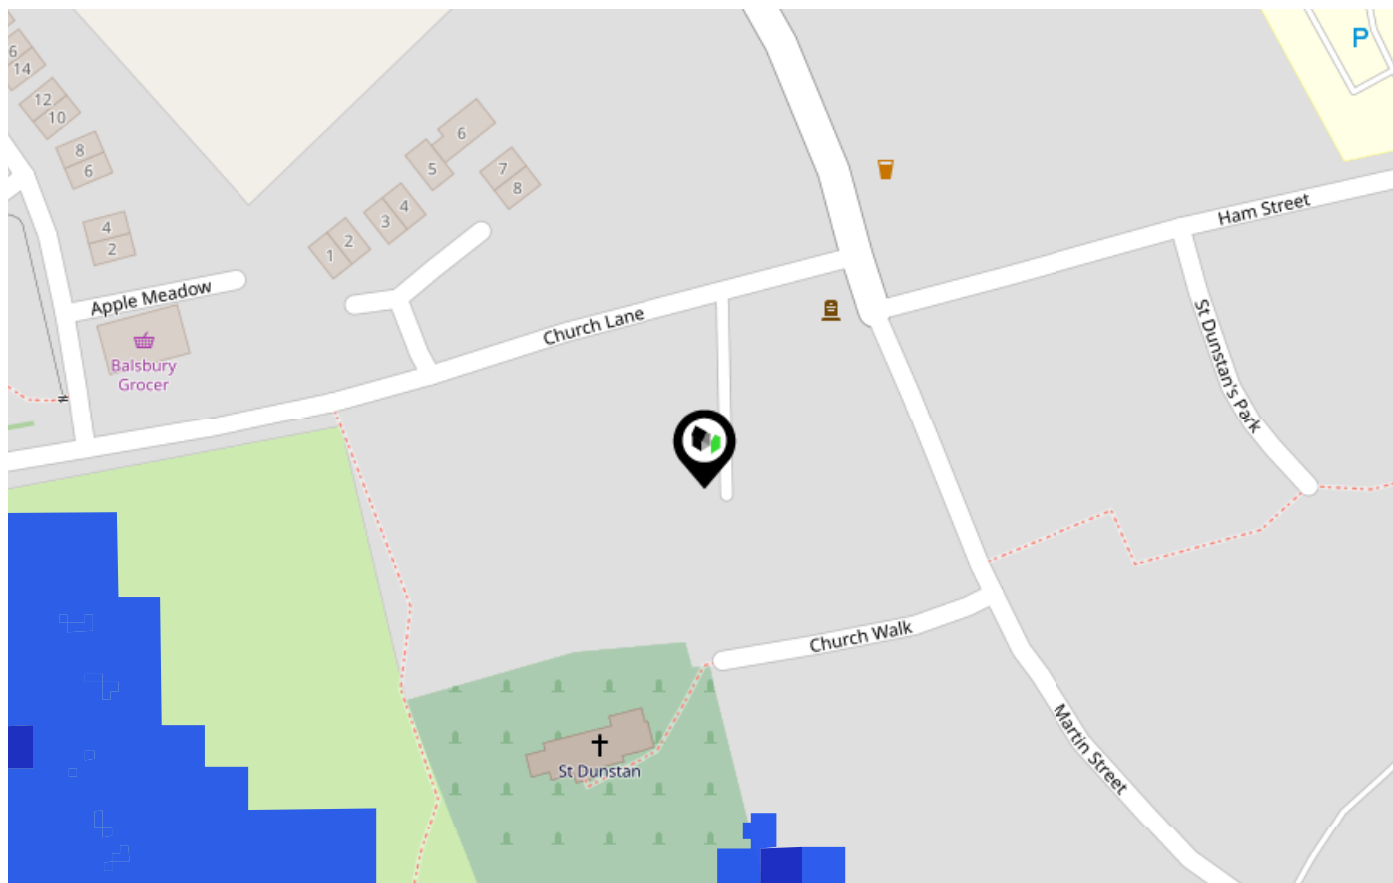 P
6
14
12
10
8
6
4
2
6
5
7
8
4
3
2
1
Ham Street
Apple Meadow
Church Lane
St Dunstan's Park
Balsbury
Grocer
Church Walk
Martin Street
St Dunstan